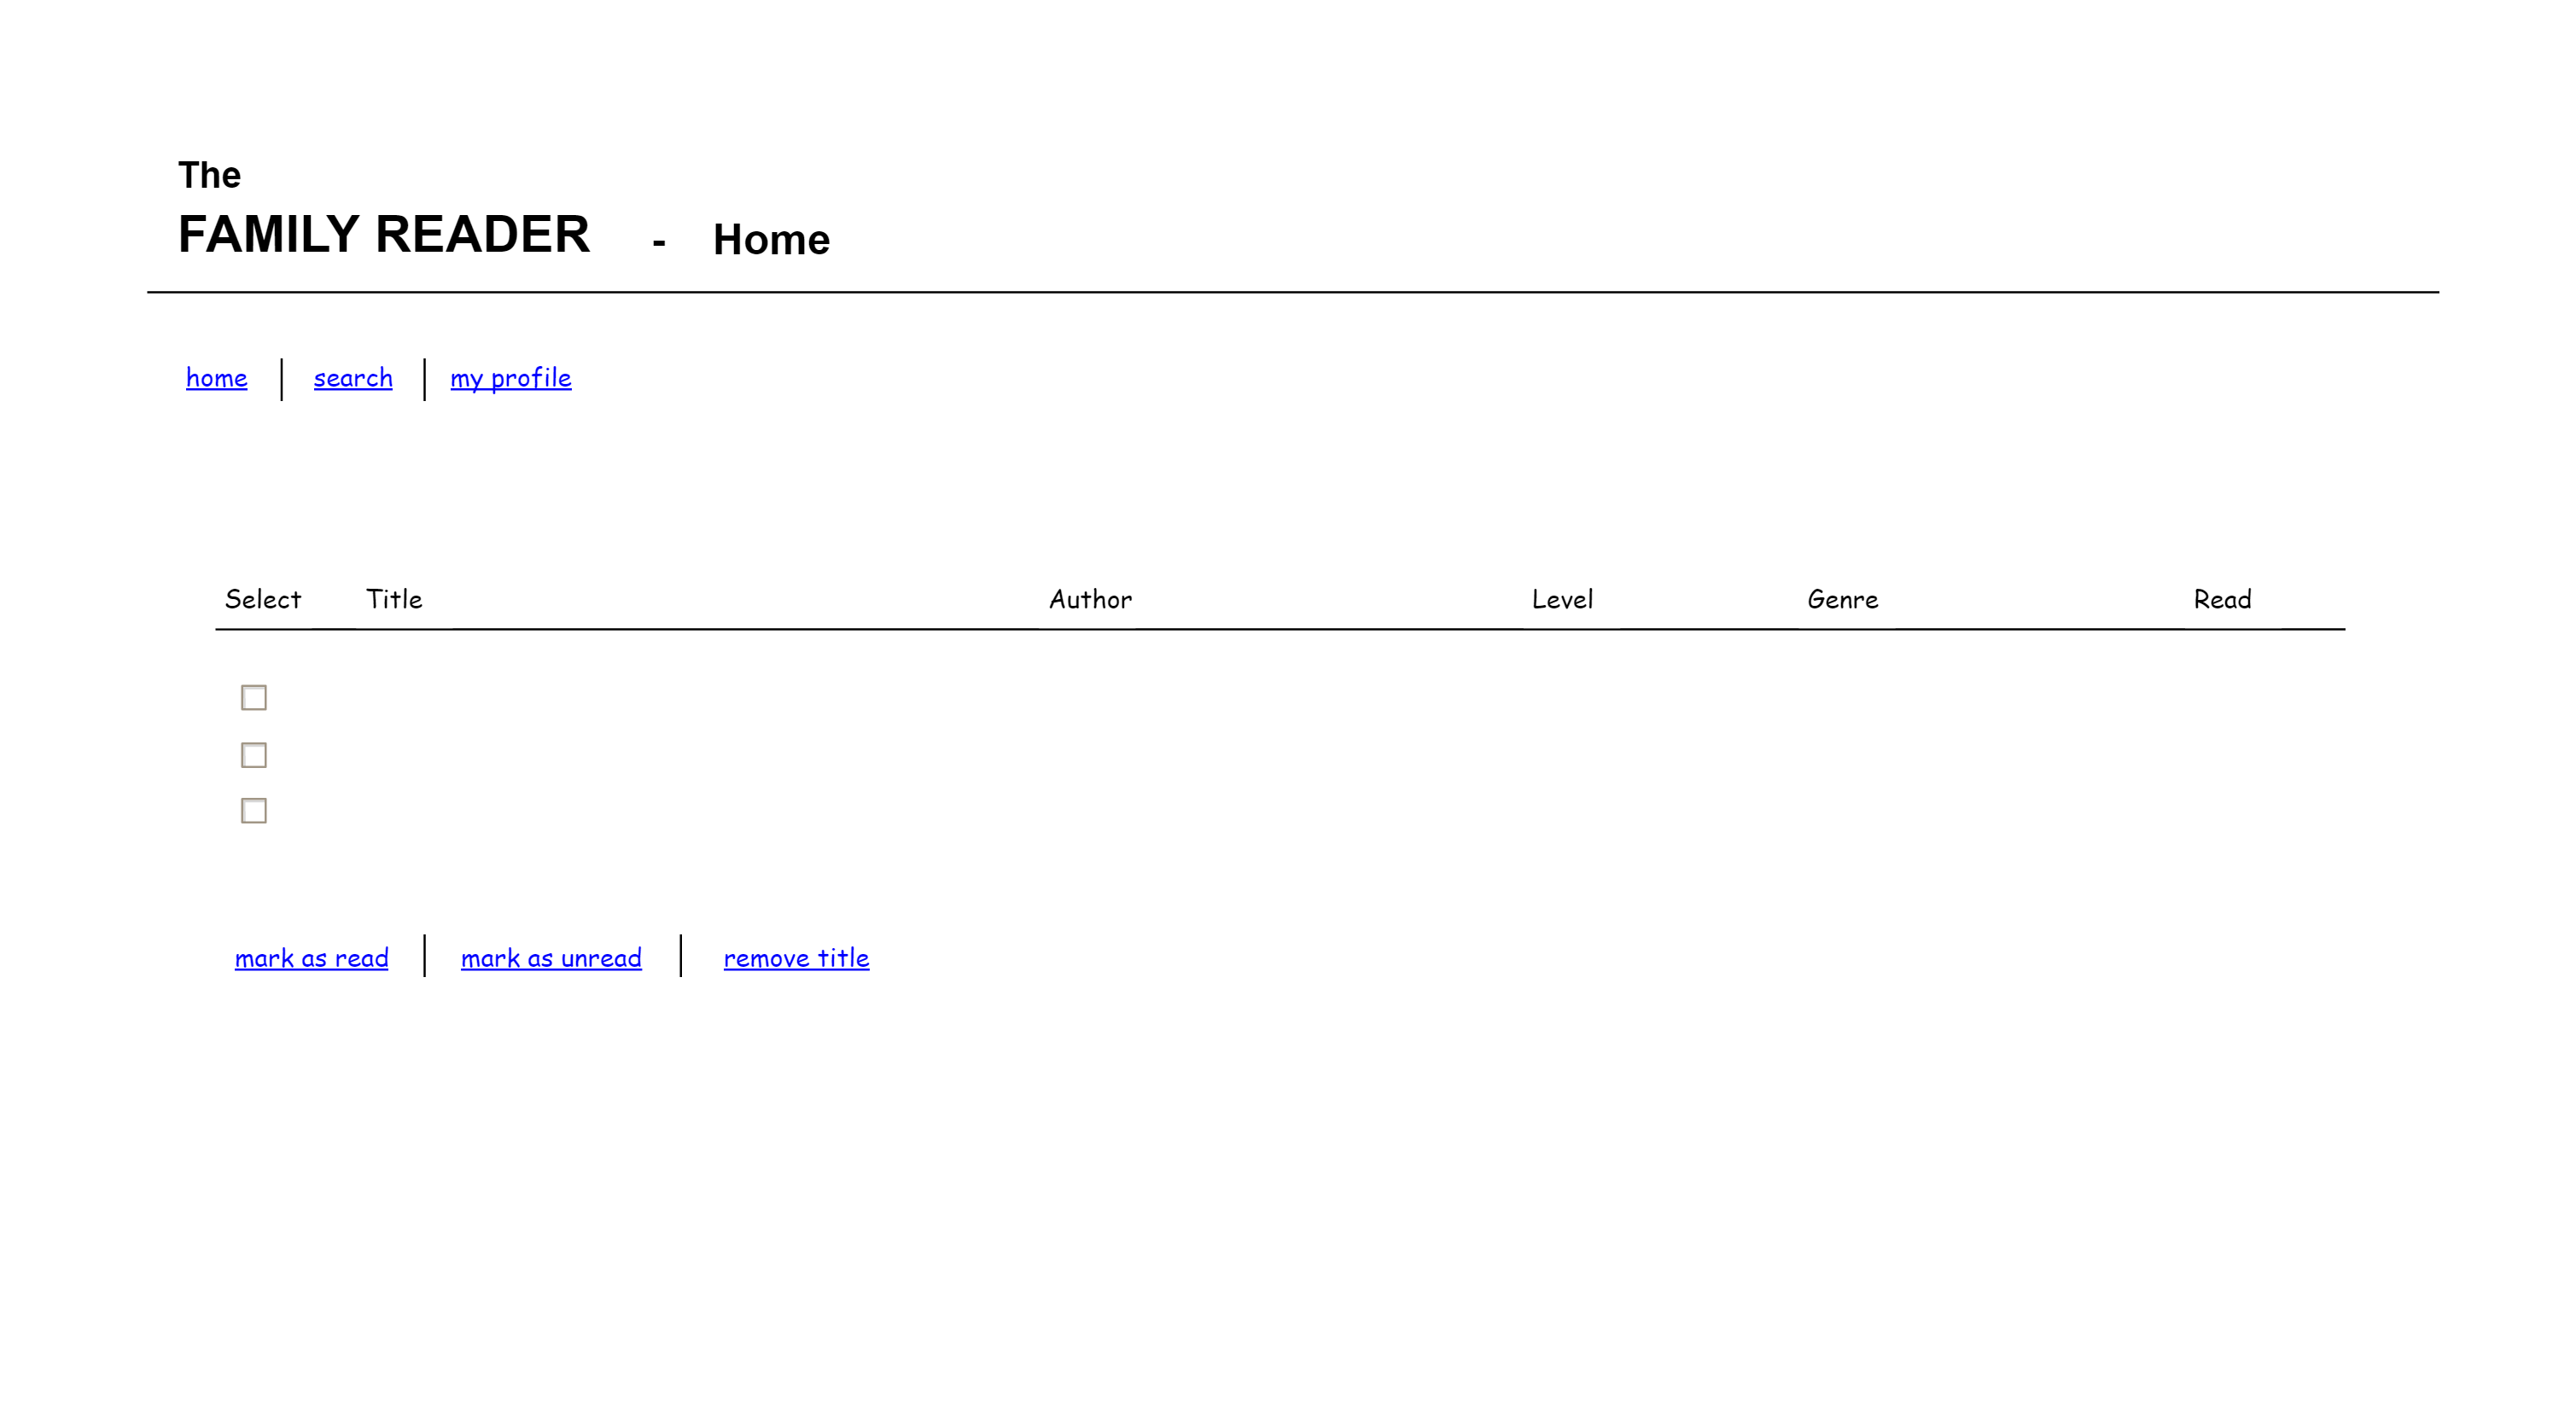 The
FAMILY READER - Home
home search my profile
Select Title Author Level Genre Read
mark as read mark as unread remove title